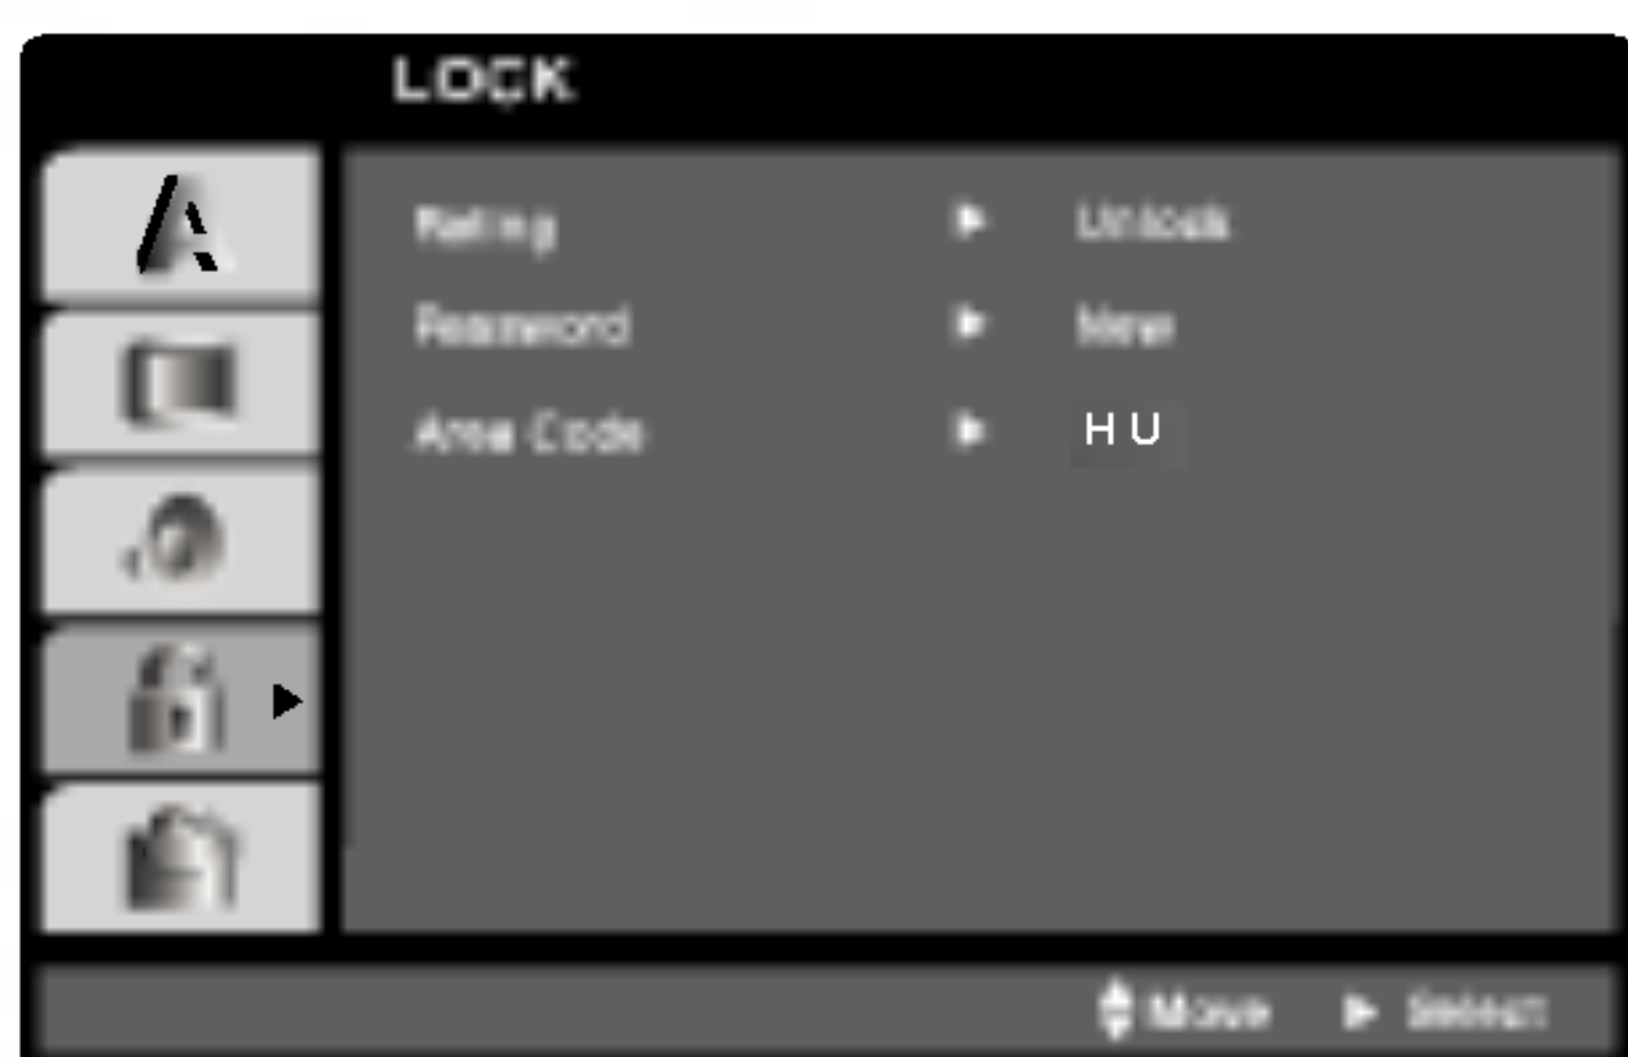 LOCK
Rating ► Unlock
Password ► New
Area Code ► H U
Move ► Select